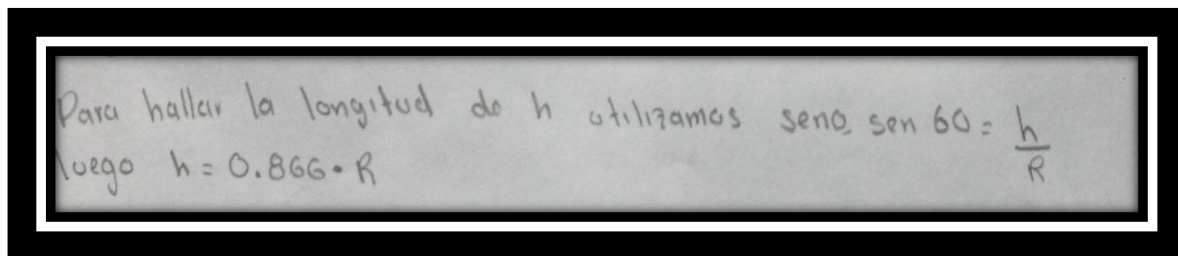 Para hallar la longitud de h utilizamos seno. sen 60 = h/R
luego h = 0.866 • R